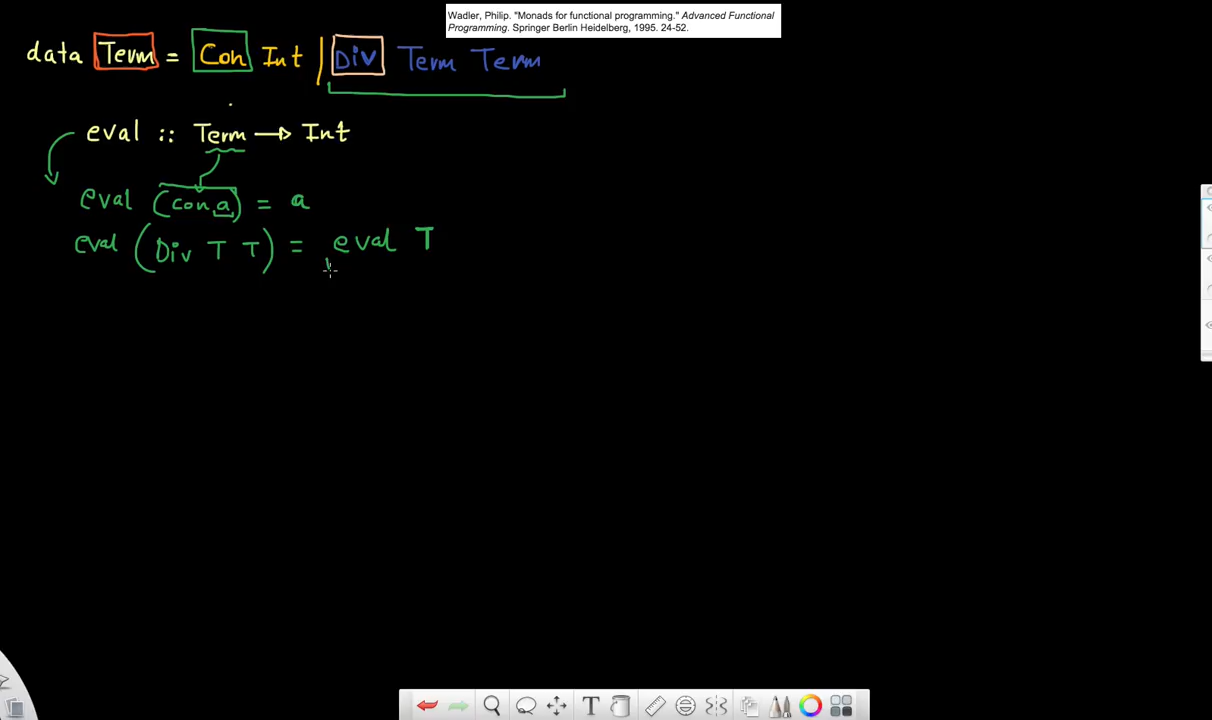 Wadler, Philip. "Monads for functional programming." Advanced Functional
Programming. Springer Berlin Heidelberg, 1995. 24-52.
data Term = Con Int | Div Term Term
eval :: Term → Int
eval (Con a) = a
eval (Div T T) = eval T